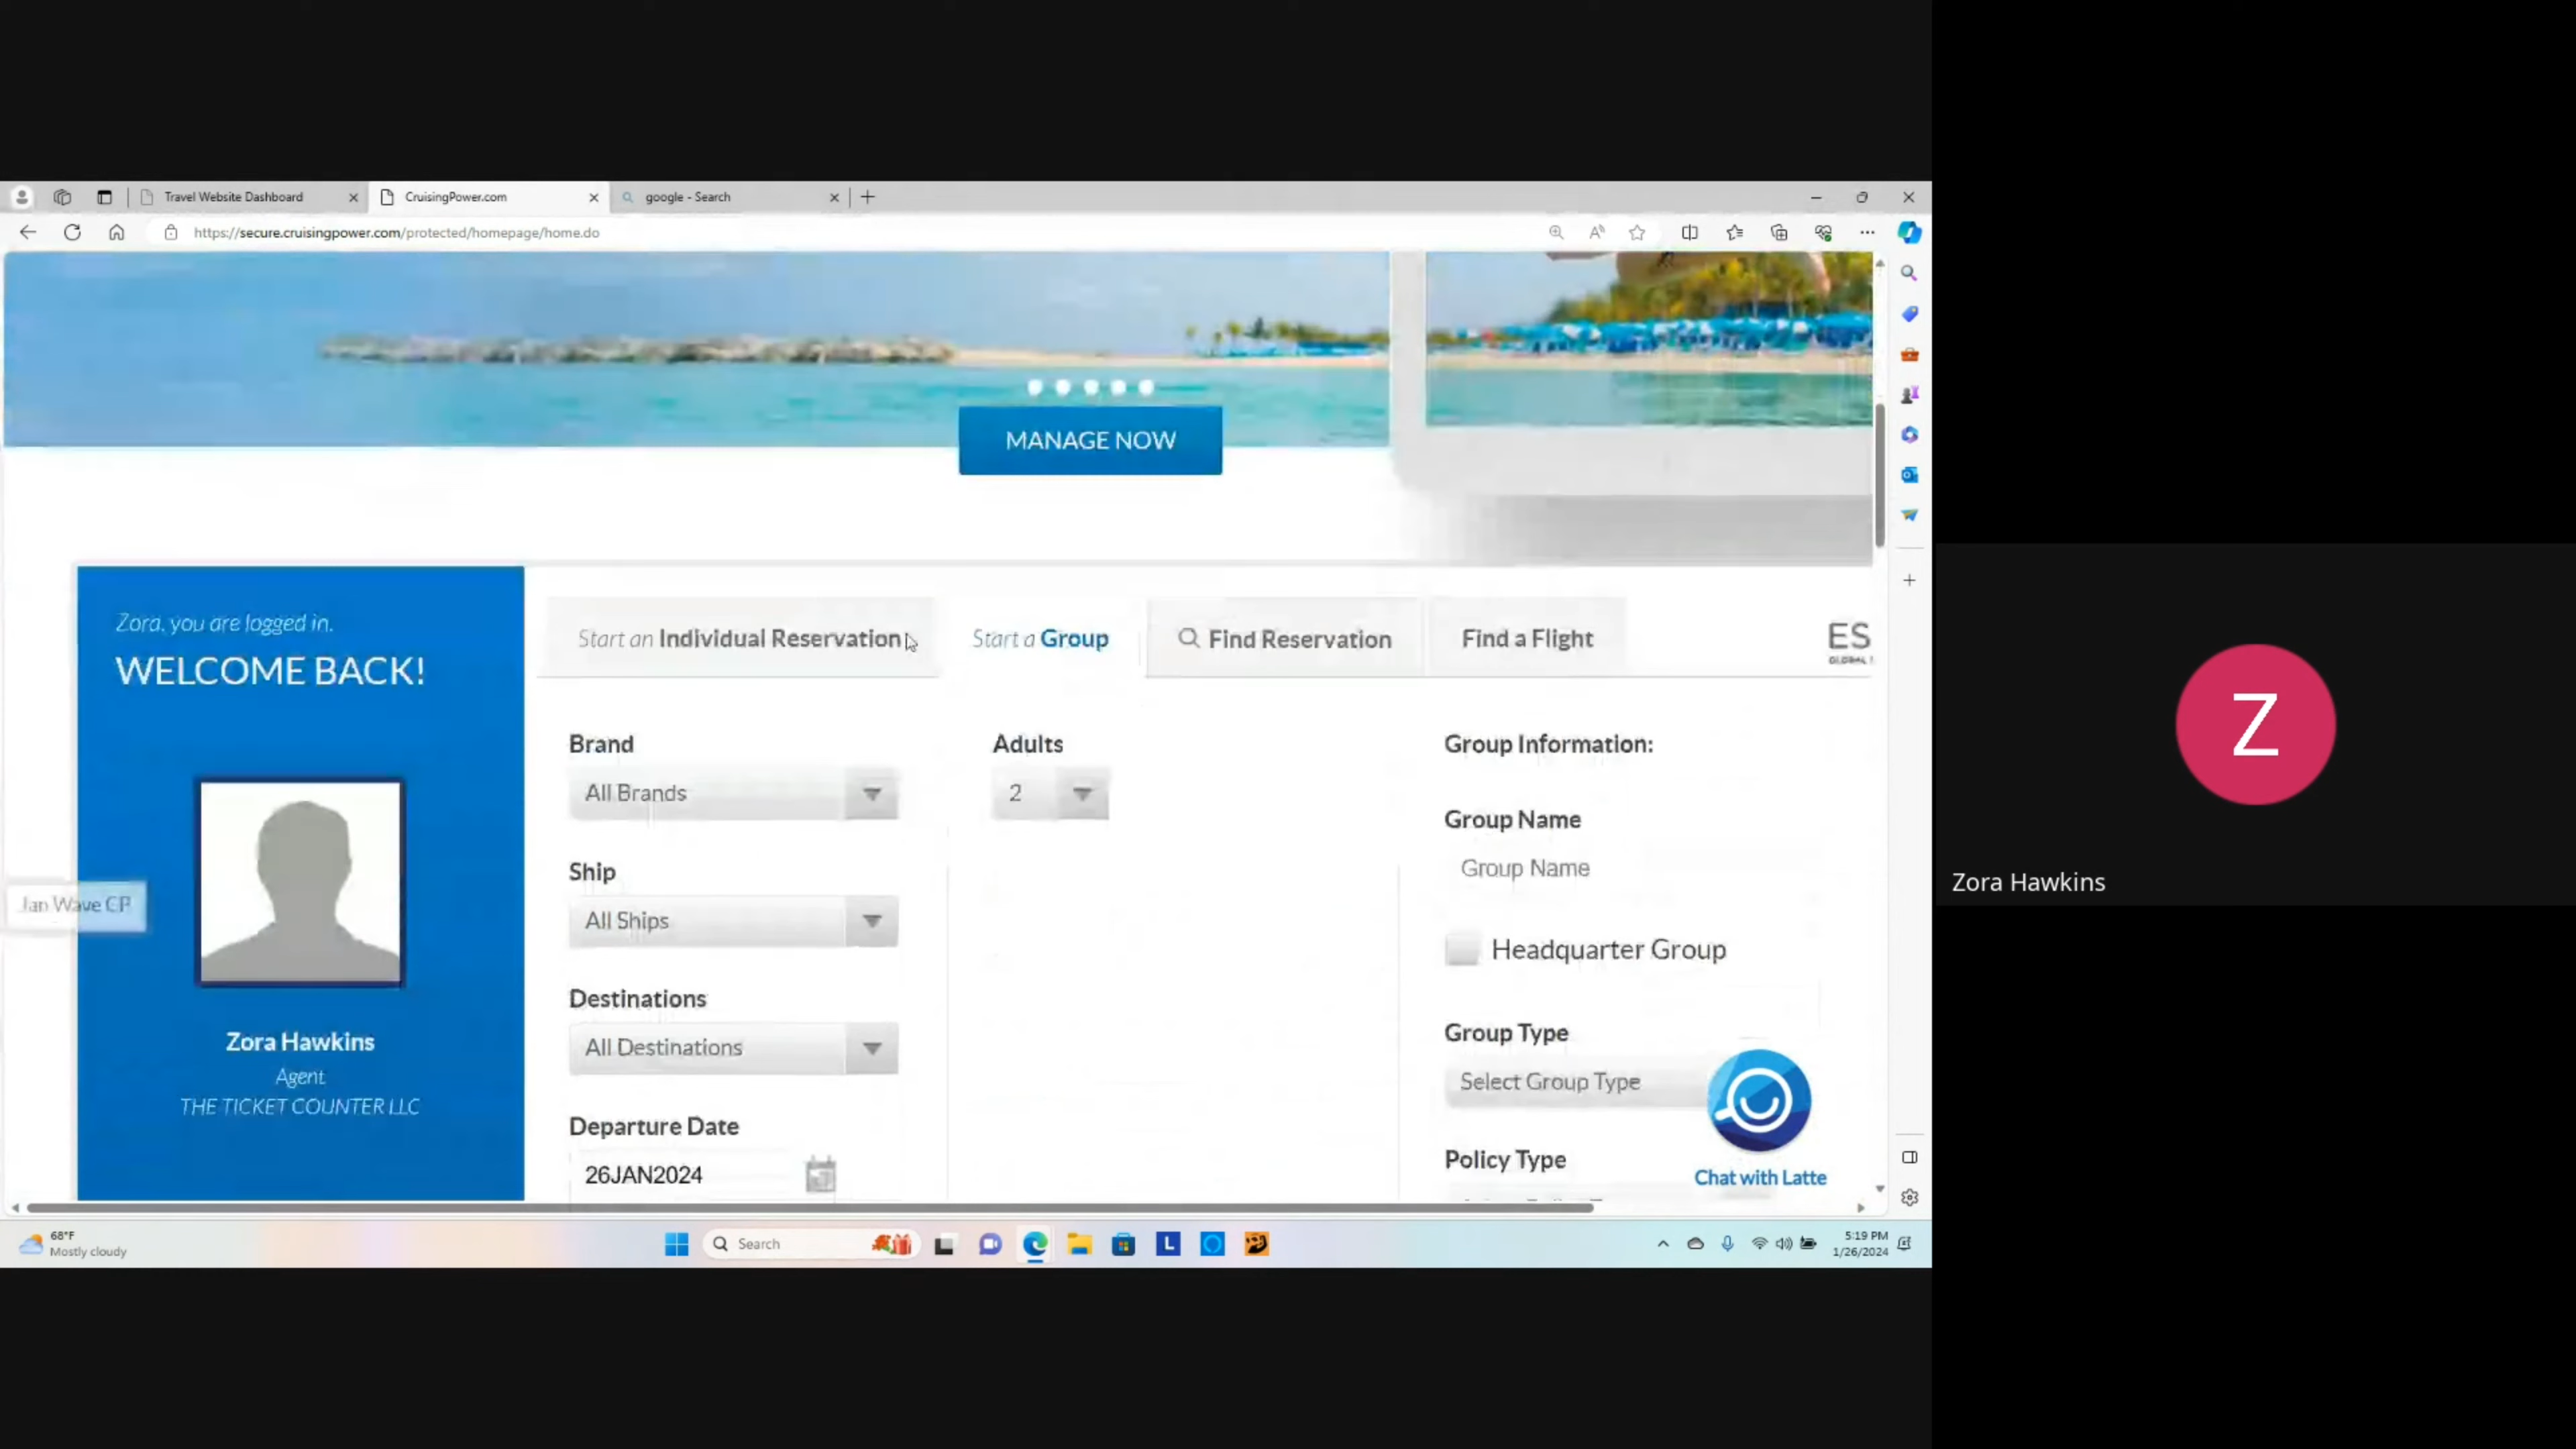 Travel Website Dashboard
CruisingPower.com
google - Search
https://secure.cruisingpower.com/protected/homepage/home.do
MANAGE NOW
Zora, you are logged in.
WELCOME BACK!
Start an Individual Reservation
Start a Group
Find Reservation
Find a Flight
ES
GLOBAL
Brand
All Brands
Adults
2
Group Information:
Group Name
Group Name
Ship
All Ships
Headquarter Group
Jan Wave CP
Destinations
All Destinations
Group Type
Select Group Type
Zora Hawkins
Agent
THE TICKET COUNTER LLC
Departure Date
26JAN2024
Policy Type
Chat with Latte
68°F
Mostly cloudy
Search
L
5:19 PM
1/26/2024
Z
Zora Hawkins